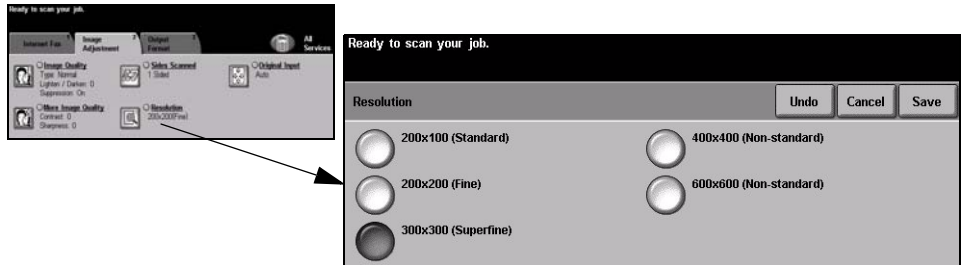 Ready to scan your job.
Internet Fax
Image Adjustment 2
Output Format 3
All Services
Image Quality
Type Normal
Lighten / Darken: 0
Suppression On
Sides Scanned
1 Sided
Original Input
Auto
More Image Quality
Contrast 0
Sharpness: 0
Resolution
200x200(Fine)
Ready to scan your job.
Resolution
Undo
Cancel
Save
200x100 (Standard)
400x400 (Non-standard)
200x200 (Fine)
600x600 (Non-standard)
300x300 (Superfine)